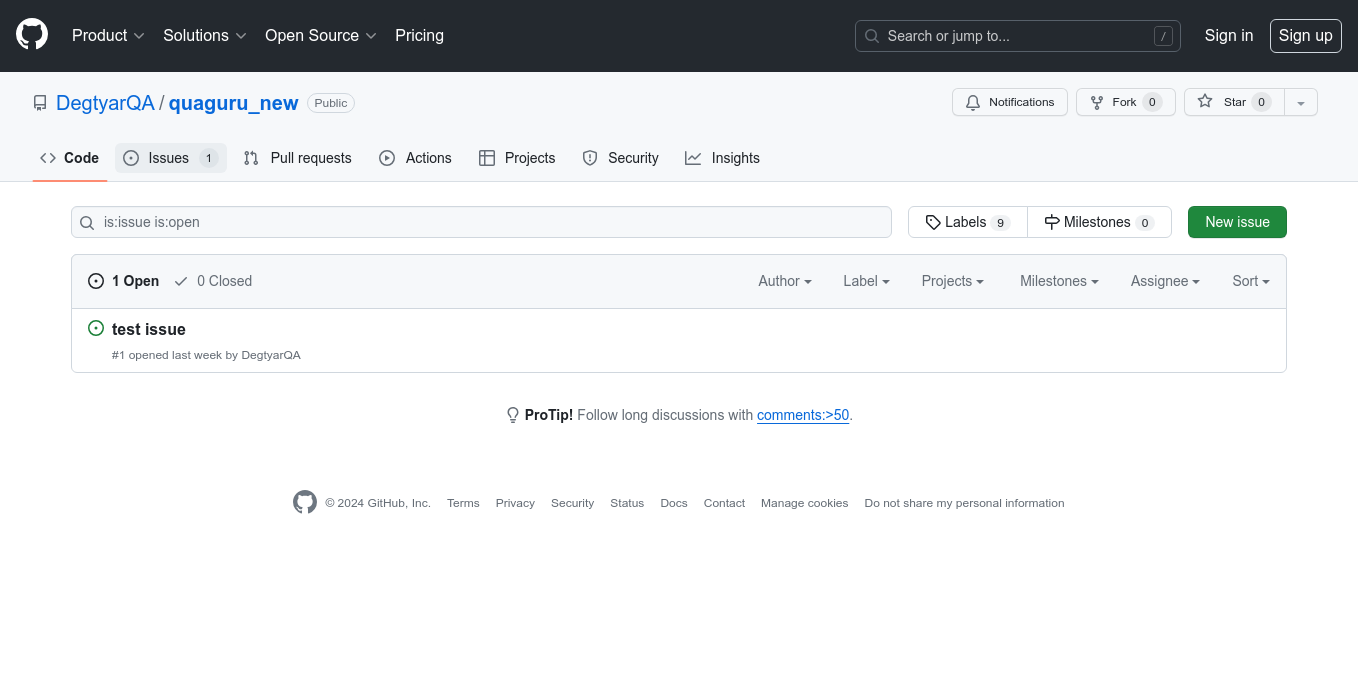 Product Solutions Open Source Pricing Search or jump to... / Sign in Sign up
DegtyarQA / quaguru_new Public Notifications Fork 0 Star 0
Code Issues 1 Pull requests Actions Projects Security Insights
is:issue is:open Labels 9 Milestones 0 New issue
1 Open 0 Closed Author Label Projects Milestones Assignee Sort
test issue
#1 opened last week by DegtyarQA
ProTip! Follow long discussions with comments:>50.
© 2024 GitHub, Inc. Terms Privacy Security Status Docs Contact Manage cookies Do not share my personal information